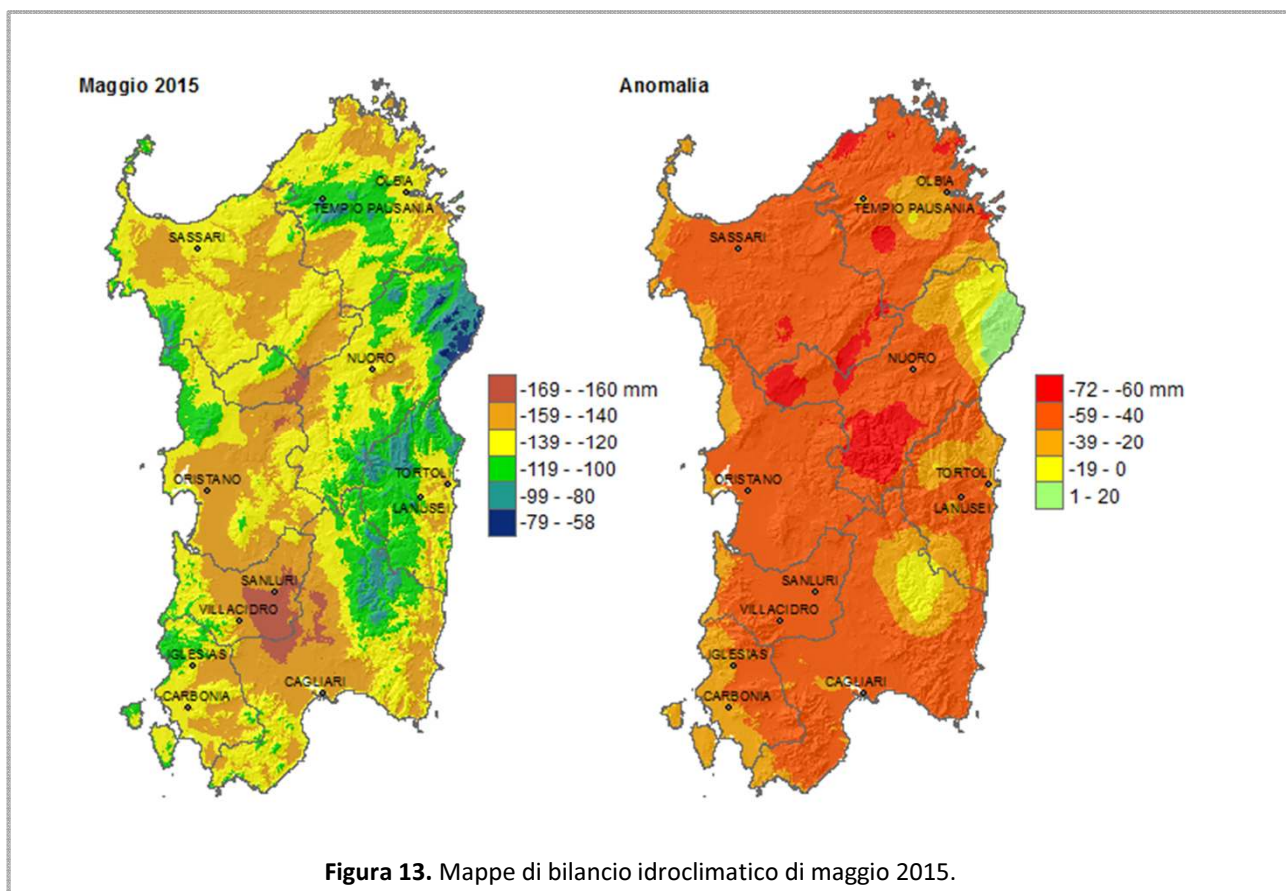 Maggio 2015
OLBIA
TEMPIO PAUSANIA
SASSARI
NUORO
ORISTANO
TORTOLI
LANUSEI
SANLURI
VILLACIDRO
IGLESIAS
CARBONIA
CAGLIARI
-169 - -160 mm
-159 - -140
-139 - -120
-119 - -100
-99 - -80
-79 - -58
Anomalia
OLBIA
TEMPIO PAUSANIA
SASSARI
NUORO
ORISTANO
TORTOLI
LANUSEI
SANLURI
VILLACIDRO
IGLESIAS
CARBONIA
CAGLIARI
-72 - -60 mm
-59 - -40
-39 - -20
-19 - 0
1 - 20
Figura 13. Mappe di bilancio idroclimatico di maggio 2015.